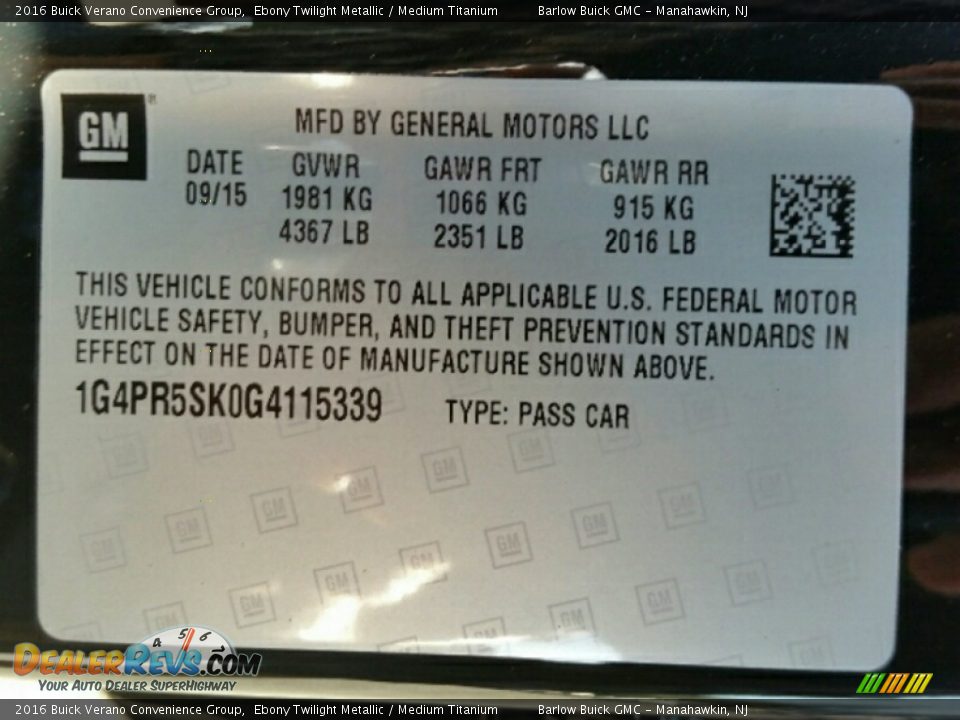 2016 Buick Verano Convenience Group, Ebony Twilight Metallic / Medium Titanium Barlow Buick GMC - Manahawkin, NJ
GM
MFD BY GENERAL MOTORS LLC
DATE GVWR GAWR FRT GAWR RR
09/15 1981 KG 1066 KG 915 KG
4367 LB 2351 LB 2016 LB
THIS VEHICLE CONFORMS TO ALL APPLICABLE U.S. FEDERAL MOTOR
VEHICLE SAFETY, BUMPER, AND THEFT PREVENTION STANDARDS IN
EFFECT ON THE DATE OF MANUFACTURE SHOWN ABOVE.
1G4PR5SK0G4115339 TYPE: PASS CAR
4 5 6
DEALERREVS.COM
YOUR AUTO DEALER SUPERHIGHWAY
2016 Buick Verano Convenience Group, Ebony Twilight Metallic / Medium Titanium Barlow Buick GMC - Manahawkin, NJ